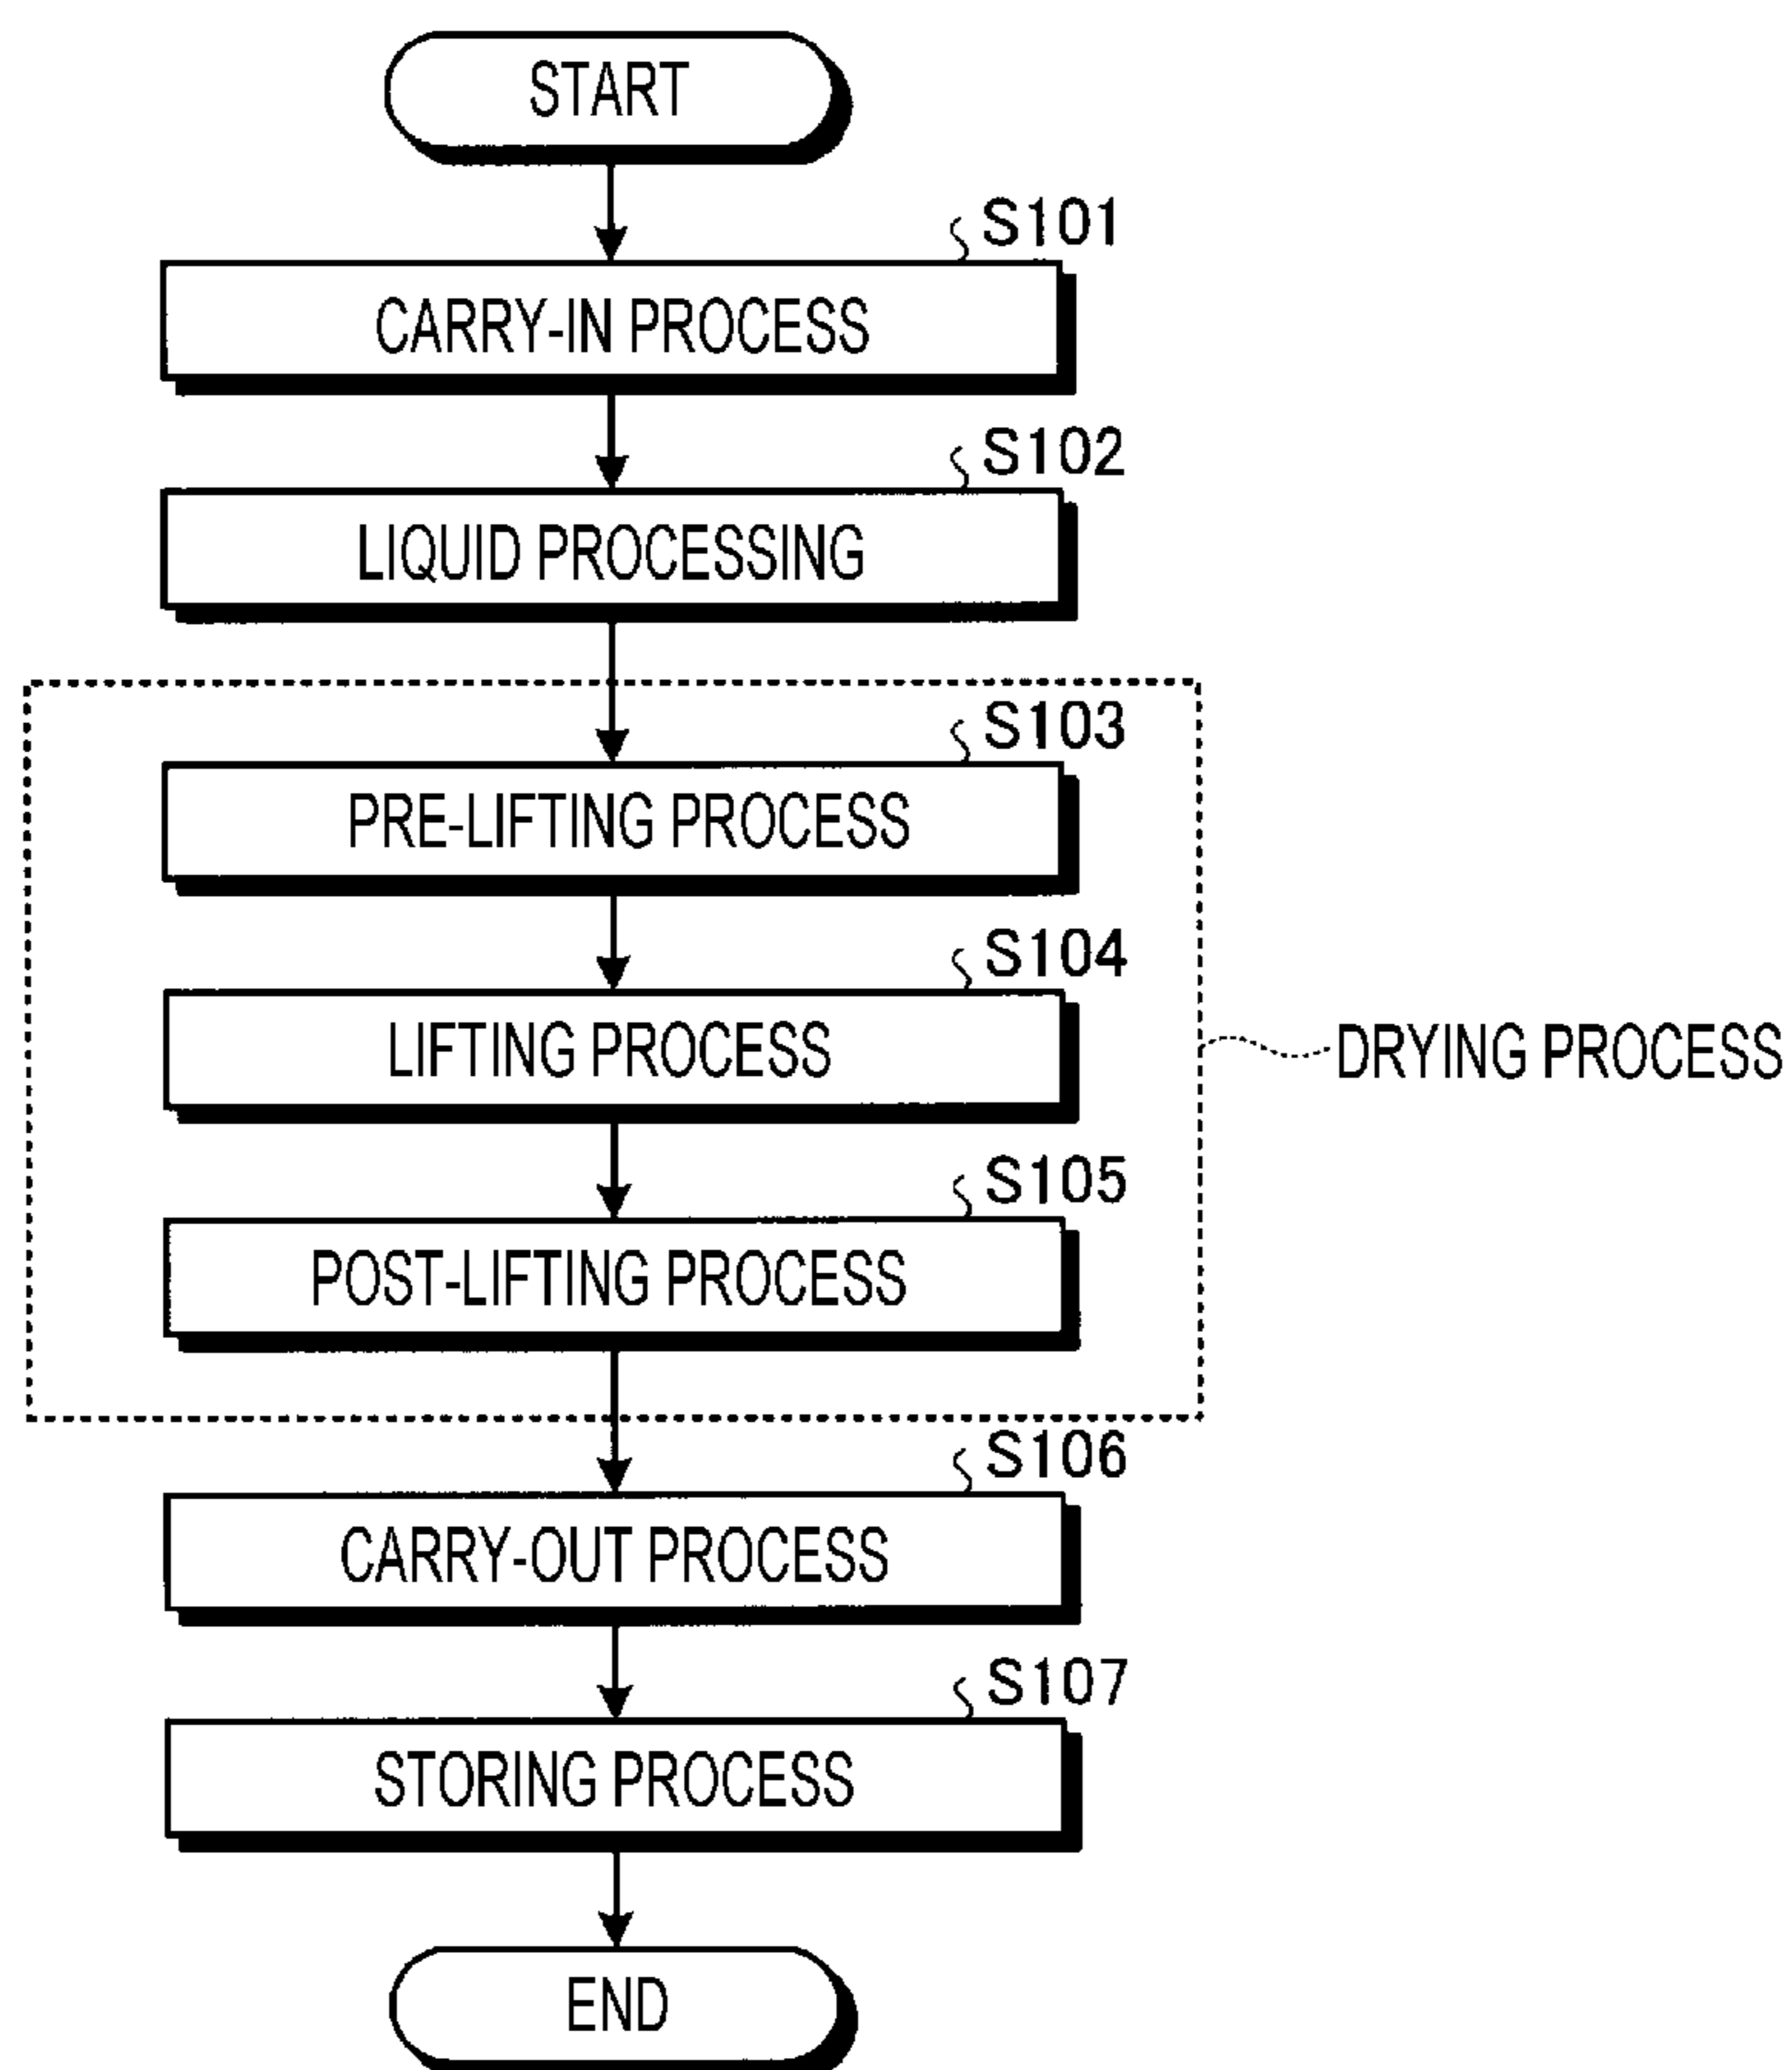 START
S101
CARRY-IN PROCESS
S102
LIQUID PROCESSING
S103
PRE-LIFTING PROCESS
S104
LIFTING PROCESS
DRYING PROCESS
S105
POST-LIFTING PROCESS
S106
CARRY-OUT PROCESS
S107
STORING PROCESS
END